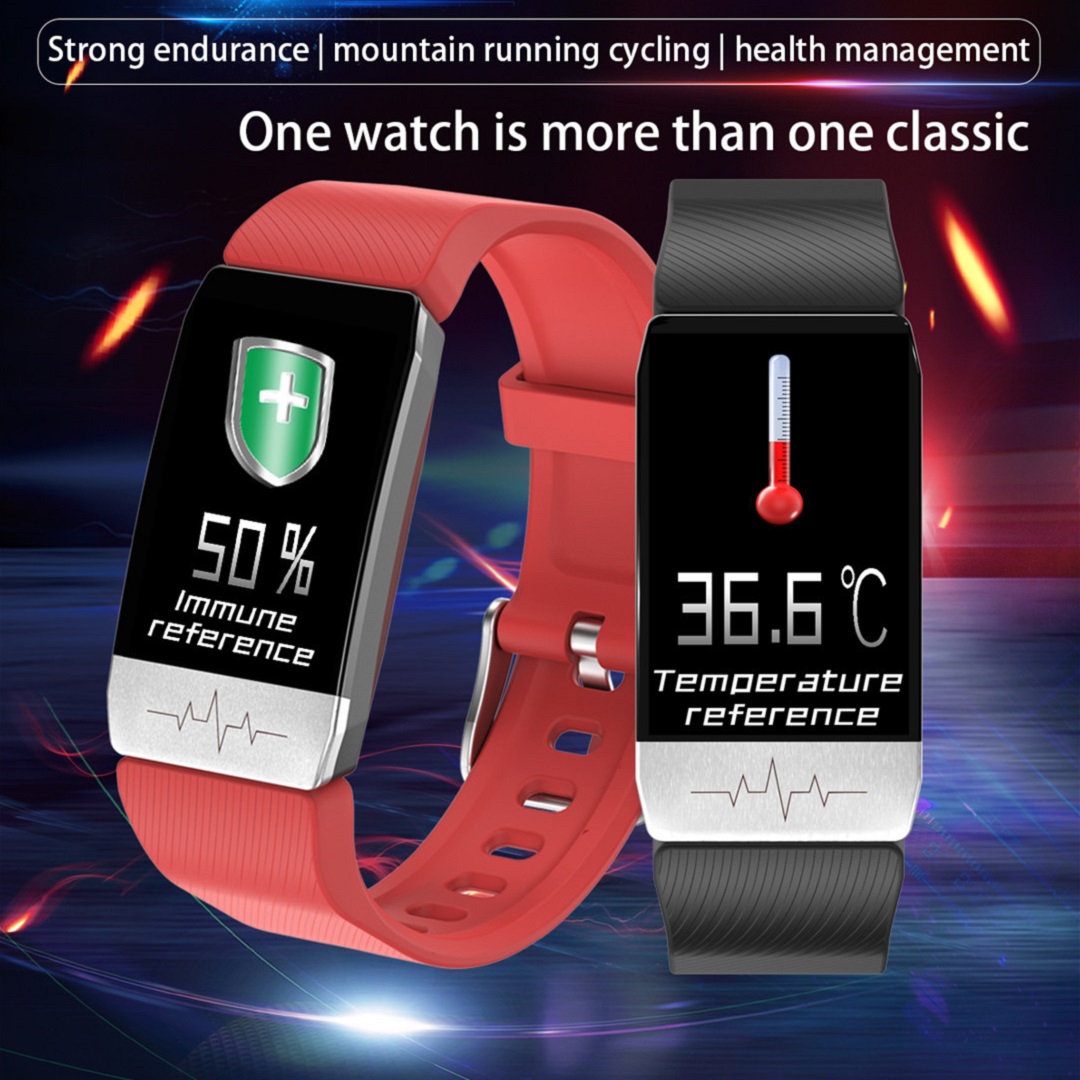 Strong endurance | mountain running cycling | health management
One watch is more than one classic
50 %
Immune
reference
36.6 ℃
Temperature
reference